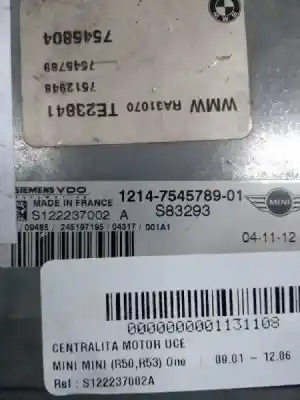 7545804
7545789
7512948
WMW RA31070 TE23841
SIEMENS VDO
MADE IN FRANCE
1214-7545789-01
S122237002 A
S83293
MINI
09485 / 245197195 / 04317 / 001A1
04-11-12
0000000001131108
CENTRALITA MOTOR UCE
MINI MINI (R50,R53) One
09.01 - 12.06
Ref : S122237002A